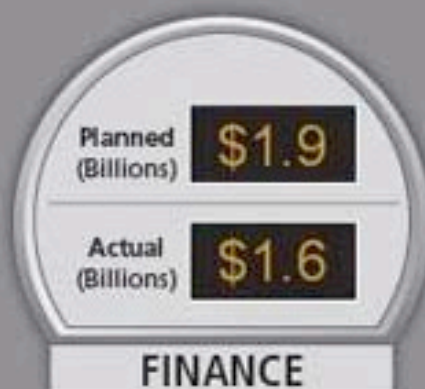 Planned
(Billions)
$1.9
Actual
(Billions)
$1.6
FINANCE